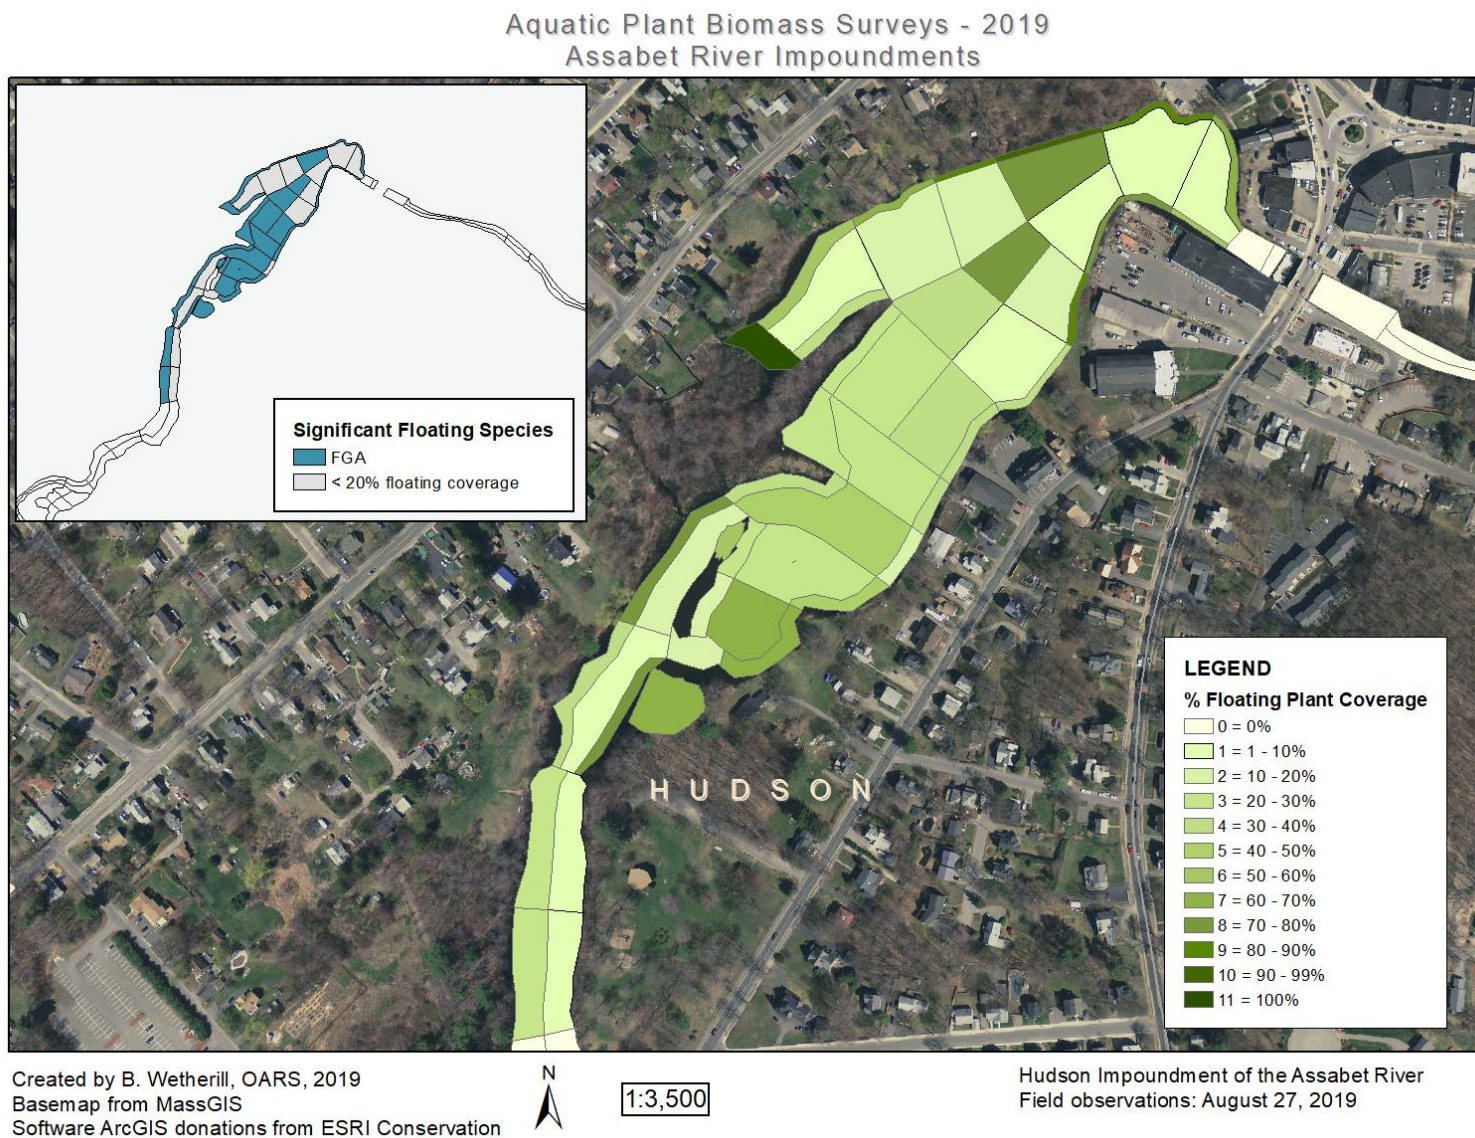 Aquatic Plant Biomass Surveys - 2019
Assabet River Impoundments
Significant Floating Species
FGA
< 20% floating coverage
HUDSON
LEGEND
% Floating Plant Coverage
0 = 0%
1 = 1 - 10%
2 = 10 - 20%
3 = 20 - 30%
4 = 30 - 40%
5 = 40 - 50%
6 = 50 - 60%
7 = 60 - 70%
8 = 70 - 80%
9 = 80 - 90%
10 = 90 - 99%
11 = 100%
Created by B. Wetherill, OARS, 2019
Basemap from MassGIS
Software ArcGIS donations from ESRI Conservation
N
1:3,500
Hudson Impoundment of the Assabet River
Field observations: August 27, 2019